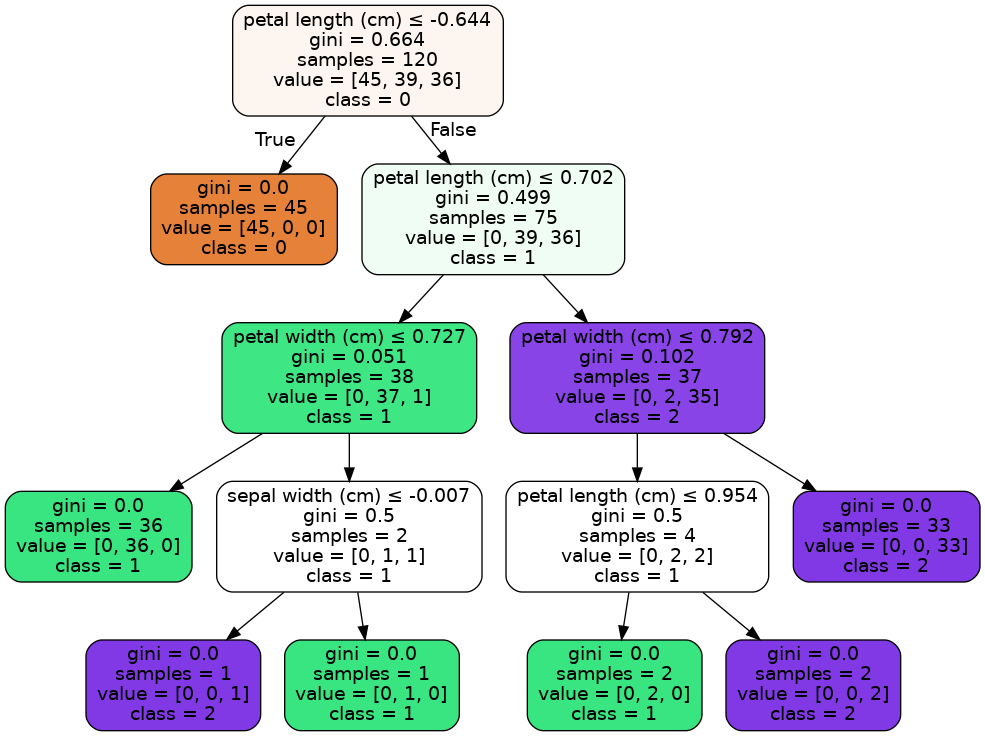 petal length (cm) ≤ -0.644
gini = 0.664
samples = 120
value = [45, 39, 36]
class = 0
True
False
gini = 0.0
samples = 45
value = [45, 0, 0]
class = 0
petal length (cm) ≤ 0.702
gini = 0.499
samples = 75
value = [0, 39, 36]
class = 1
petal width (cm) ≤ 0.727
gini = 0.051
samples = 38
value = [0, 37, 1]
class = 1
petal width (cm) ≤ 0.792
gini = 0.102
samples = 37
value = [0, 2, 35]
class = 2
gini = 0.0
samples = 36
value = [0, 36, 0]
class = 1
sepal width (cm) ≤ -0.007
gini = 0.5
samples = 2
value = [0, 1, 1]
class = 1
petal length (cm) ≤ 0.954
gini = 0.5
samples = 4
value = [0, 2, 2]
class = 1
gini = 0.0
samples = 33
value = [0, 0, 33]
class = 2
gini = 0.0
samples = 1
value = [0, 0, 1]
class = 2
gini = 0.0
samples = 1
value = [0, 1, 0]
class = 1
gini = 0.0
samples = 2
value = [0, 2, 0]
class = 1
gini = 0.0
samples = 2
value = [0, 0, 2]
class = 2